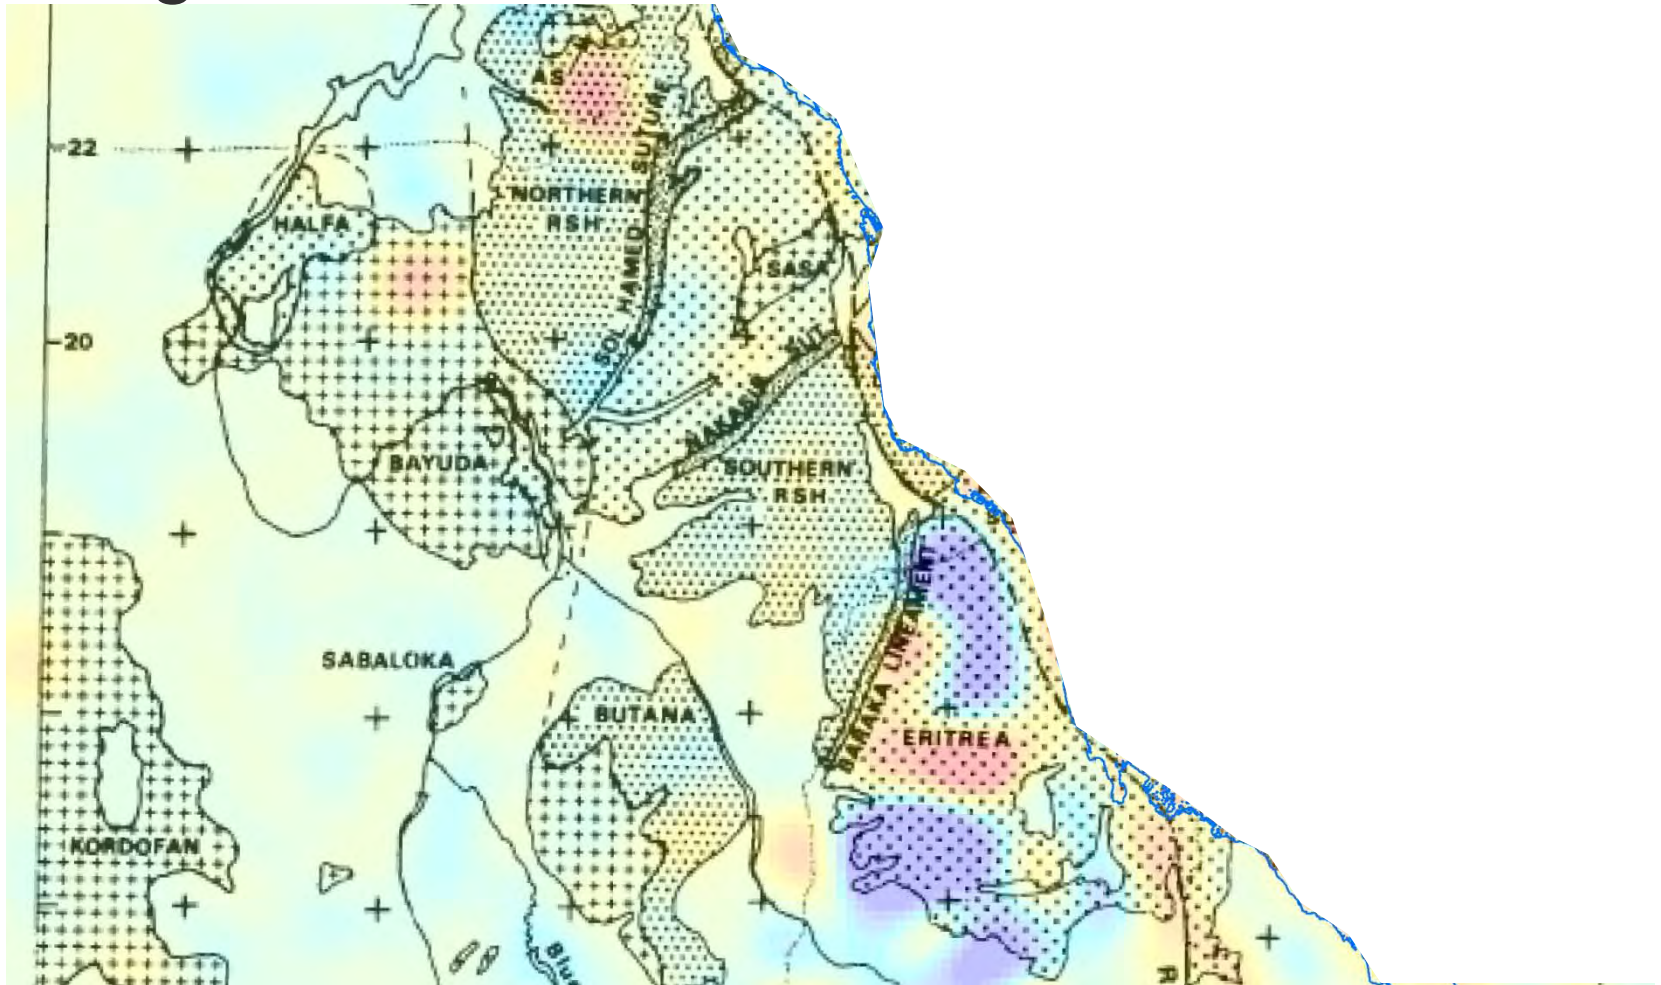 AS
22
SOL HAMED SUTURE
NORTHERN
RSH
HALFA
SASA
20
NAKASIB SUT.
BAYUDA
SOUTHERN
RSH
BARAKA LINEAMENT
SABALOKA
BUTANA
ERITREA
KORDOFAN
Blue
R